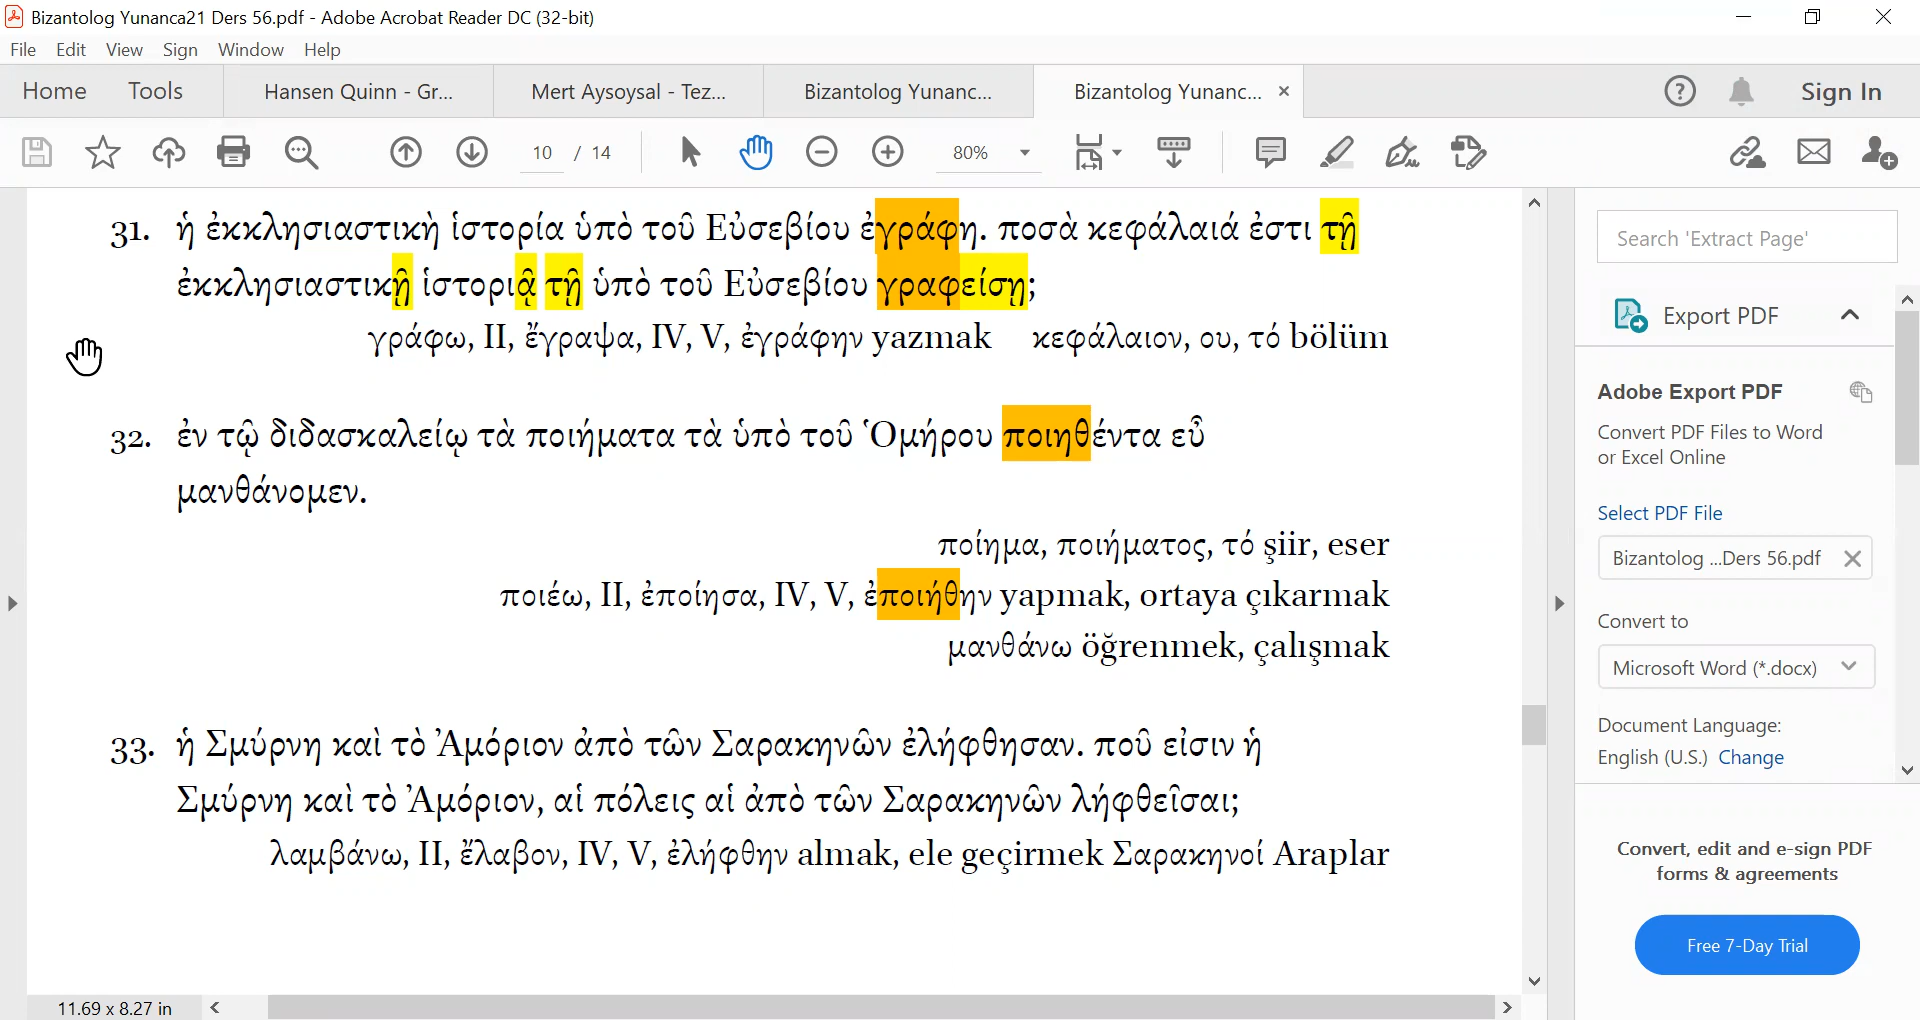 Bizantolog Yunanca21 Ders 56.pdf - Adobe Acrobat Reader DC (32-bit)
File Edit View Sign Window Help
Home Tools Hansen Quinn - Gr... Mert Aysoysal - Tez... Bizantolog Yunanc... Bizantolog Yunanc... × Sign In
10 / 14 80%
31. ἡ ἐκκλησιαστικὴ ἱστορία ὑπὸ τοῦ Εὐσεβίου ἐγράφη. ποσὰ κεφάλαιά ἐστι τῇ
ἐκκλησιαστικῇ ἱστοριᾷ τῇ ὑπὸ τοῦ Εὐσεβίου γραφείσῃ;
γράφω, II, ἔγραψα, IV, V, ἐγράφην yazmak κεφάλαιον, ου, τό bölüm
32. ἐν τῷ διδασκαλείῳ τὰ ποιήματα τὰ ὑπὸ τοῦ Ὁμήρου ποιηθέντα εὖ
μανθάνομεν.
ποίημα, ποιήματος, τό şiir, eser
ποιέω, II, ἐποίησα, IV, V, ἐποιήθην yapmak, ortaya çıkarmak
μανθάνω öğrenmek, çalışmak
33. ἡ Σμύρνη καὶ τὸ Ἀμόριον ἀπὸ τῶν Σαρακηνῶν ἐλήφθησαν. ποῦ εἰσιν ἡ
Σμύρνη καὶ τὸ Ἀμόριον, αἱ πόλεις αἱ ἀπὸ τῶν Σαρακηνῶν λήφθεῖσαι;
λαμβάνω, II, ἔλαβον, IV, V, ἐλήφθην almak, ele geçirmek Σαρακηνοί Araplar
11.69 x 8.27 in
Search 'Extract Page'
Export PDF
Adobe Export PDF
Convert PDF Files to Word
or Excel Online
Select PDF File
Bizantolog ...Ders 56.pdf
Convert to
Microsoft Word (*.docx)
Document Language:
English (U.S.) Change
Convert, edit and e-sign PDF
forms & agreements
Free 7-Day Trial